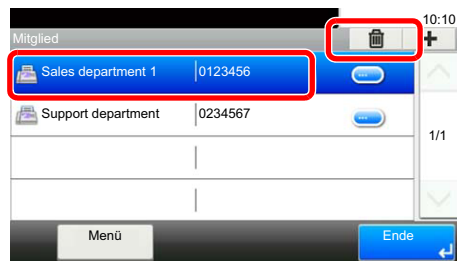 10:10
Mitglied
Sales department 1 0123456
Support department 0234567
1/1
Menü Ende